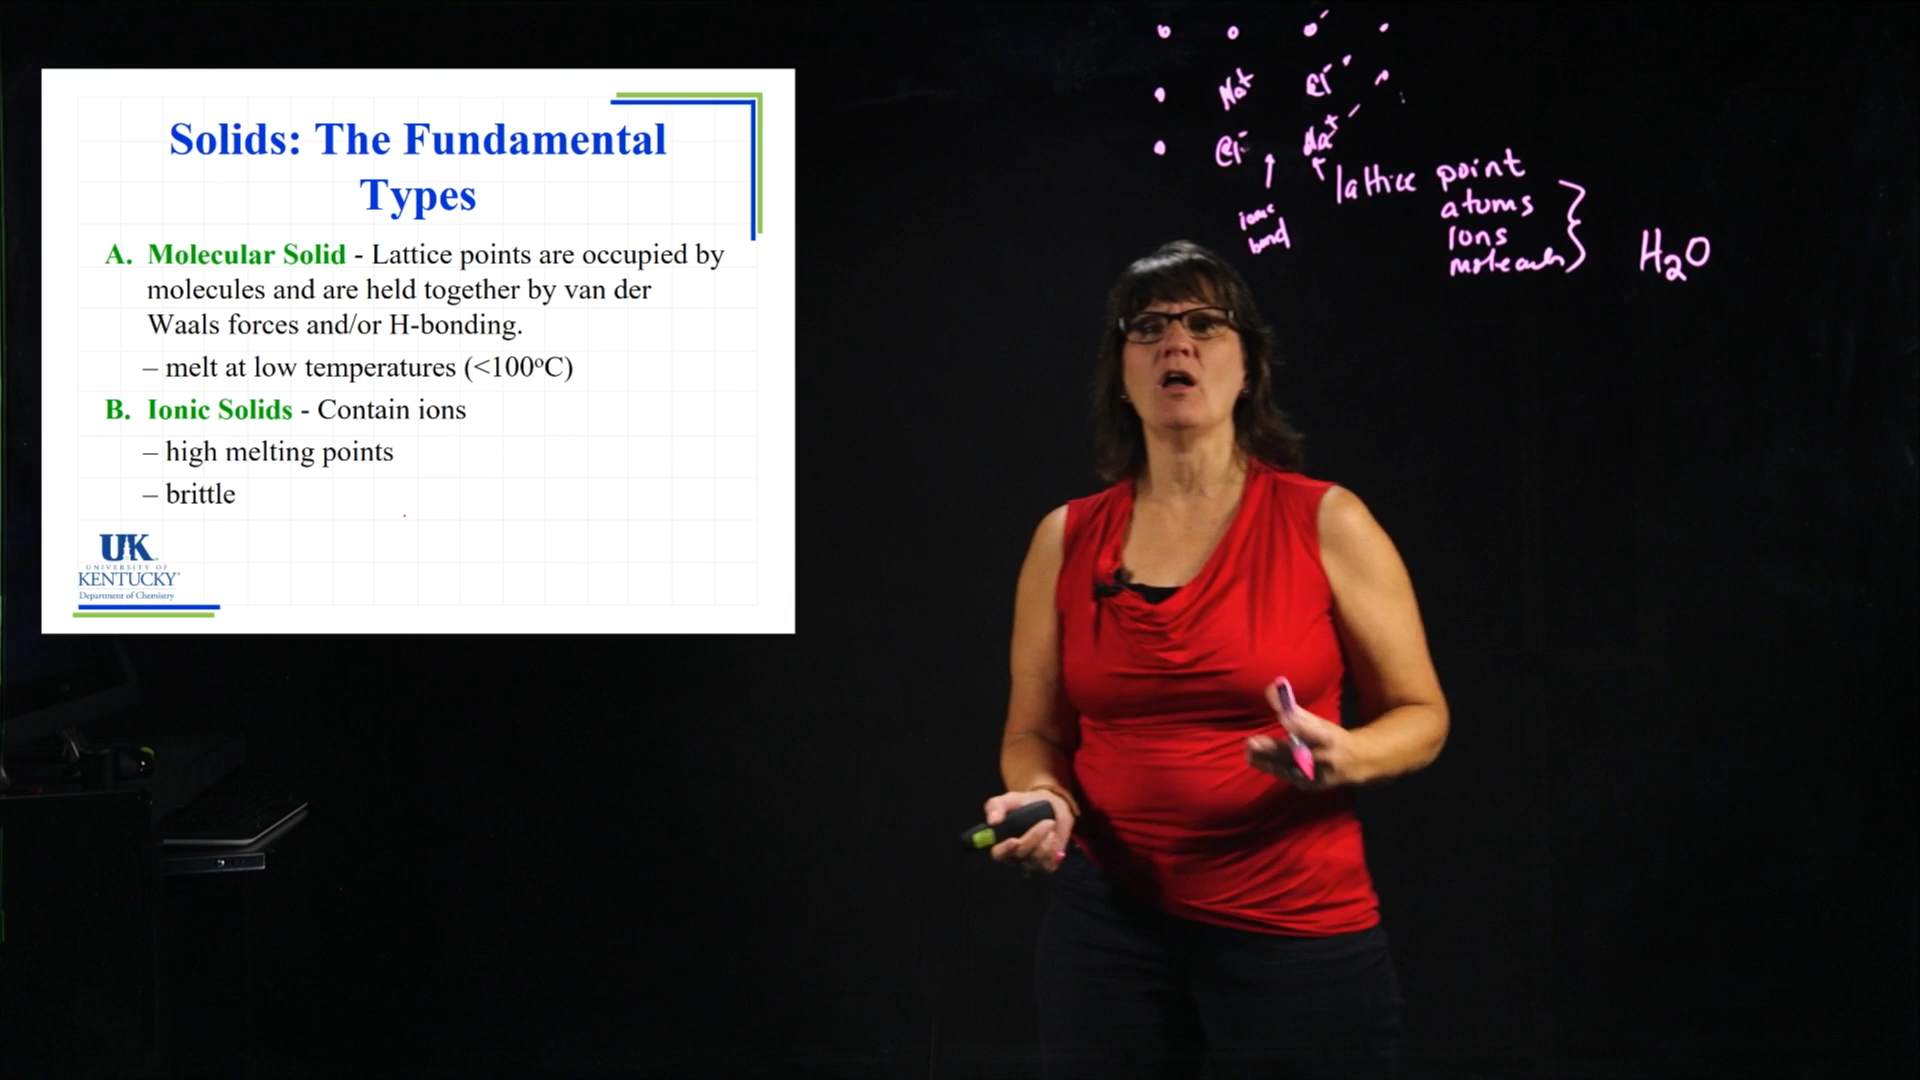 Solids: The Fundamental
Types
A. Molecular Solid - Lattice points are occupied by
molecules and are held together by van der
Waals forces and/or H-bonding.
– melt at low temperatures (<100°C)
B. Ionic Solids - Contain ions
– high melting points
– brittle
UK
UNIVERSITY OF
KENTUCKY
Department of Chemistry
Na+ Cl-
Cl- Na+
lattice point
atoms
Ions
molecules
ionic
bond
H2O